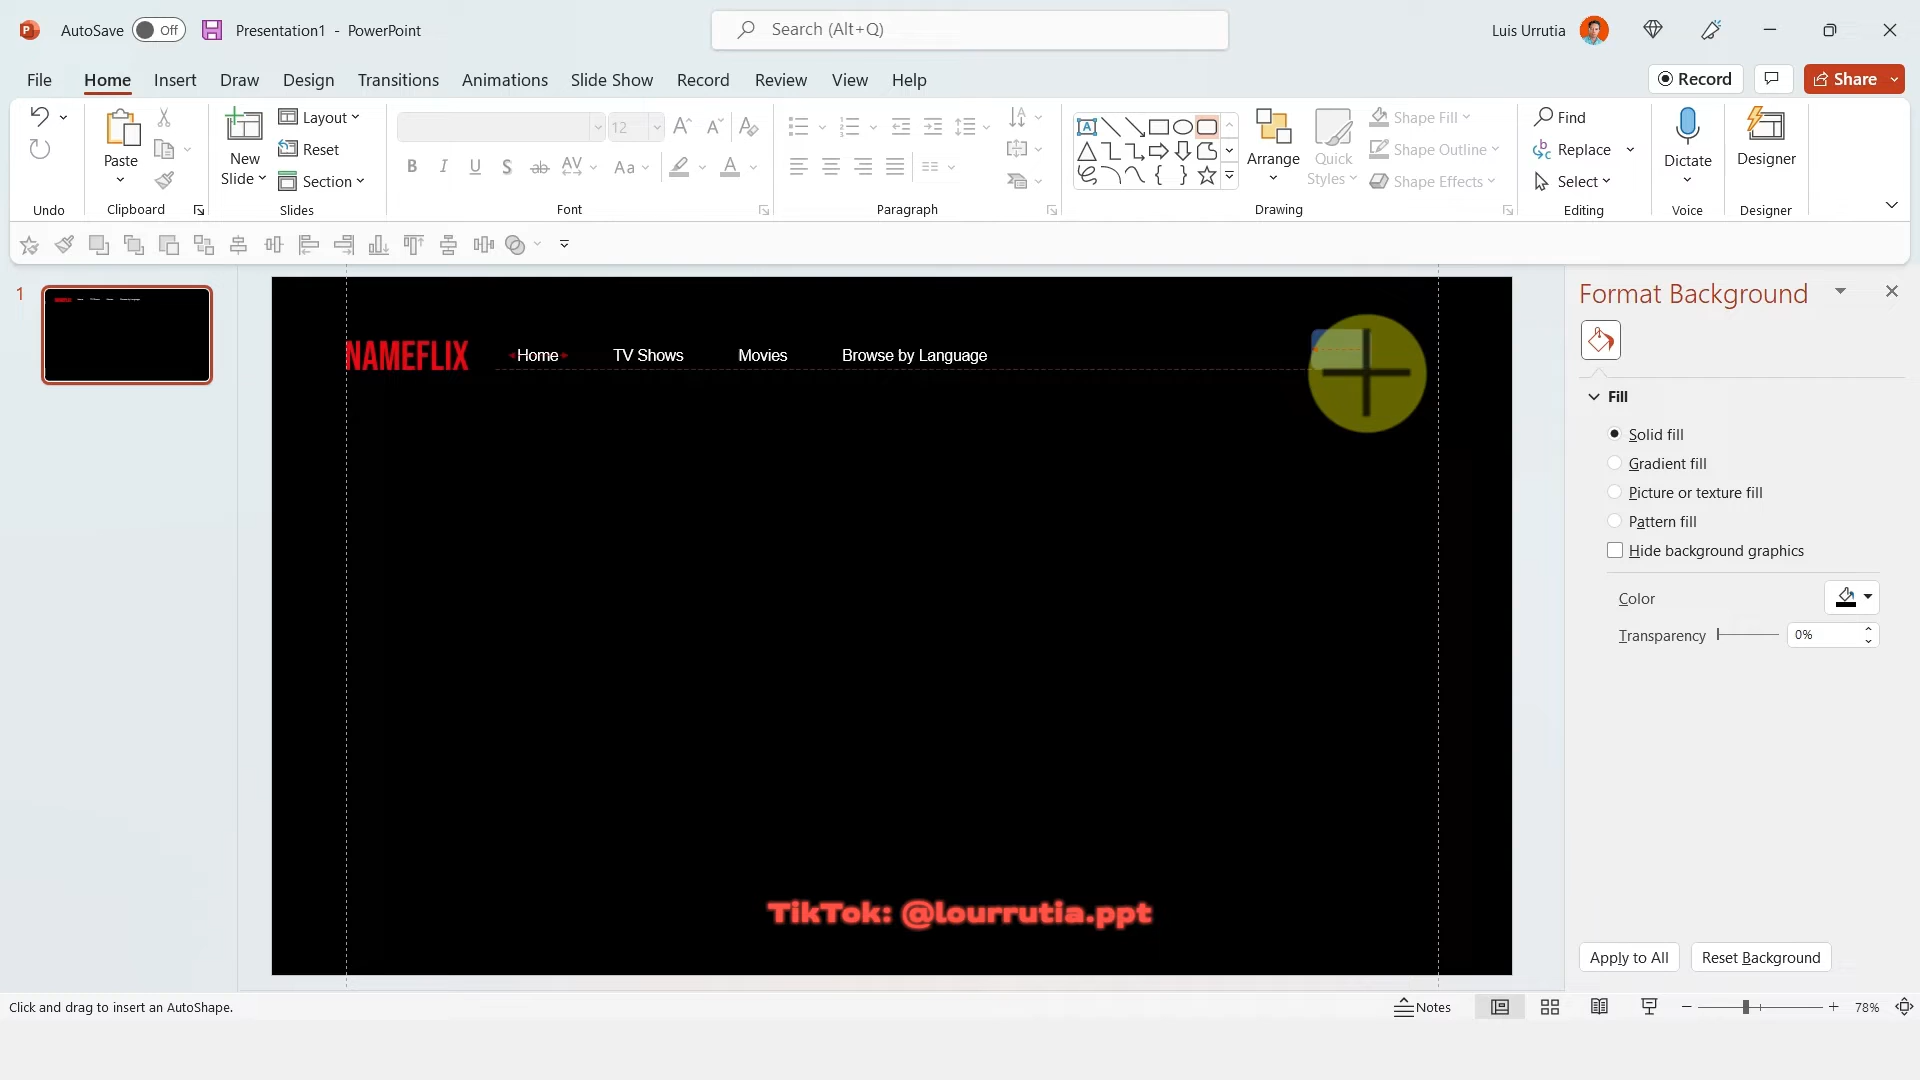 AutoSave Off Presentation1 - PowerPoint Search (Alt+Q) Luis Urrutia
File Home Insert Draw Design Transitions Animations Slide Show Record Review View Help Record Share
Paste New Slide Layout Reset Section 12 B I U S ab AV Aa A Arrange Quick Styles Shape Fill Shape Outline Shape Effects Find Replace Select Dictate Designer
Undo Clipboard Slides Font Paragraph Drawing Editing Voice Designer
1
NAMEFLIX Home TV Shows Movies Browse by Language
TikTok: @lourrutia.ppt
Format Background
Fill
Solid fill
Gradient fill
Picture or texture fill
Pattern fill
Hide background graphics
Color
Transparency 0%
Apply to All Reset Background
Click and drag to insert an AutoShape. Notes 78%